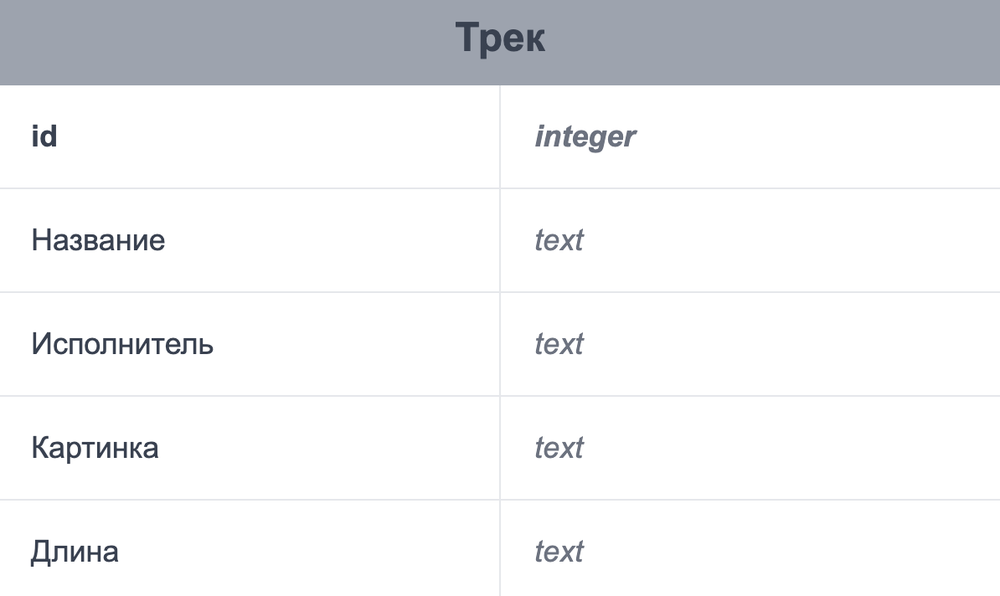 Трек
id integer
Название text
Исполнитель text
Картинка text
Длина text